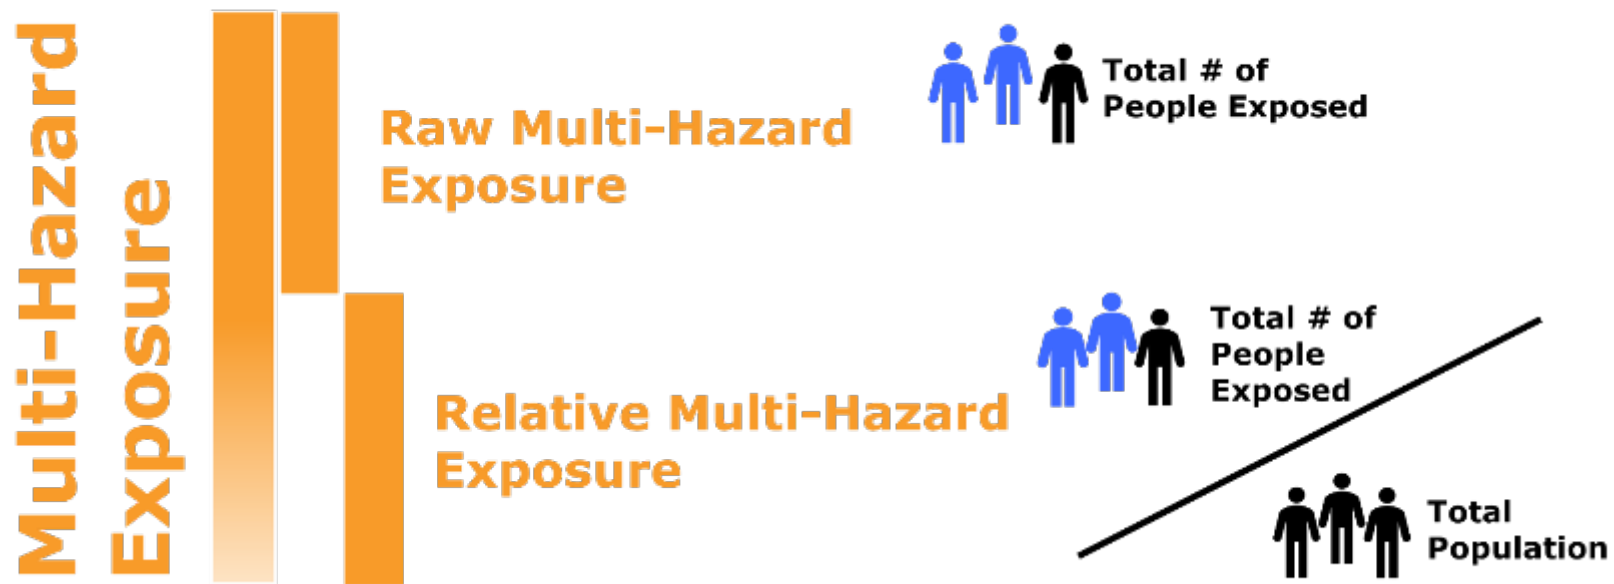 Multi-Hazard
Exposure
Raw Multi-Hazard
Exposure
Total # of
People Exposed
Relative Multi-Hazard
Exposure
Total # of
People
Exposed
Total
Population